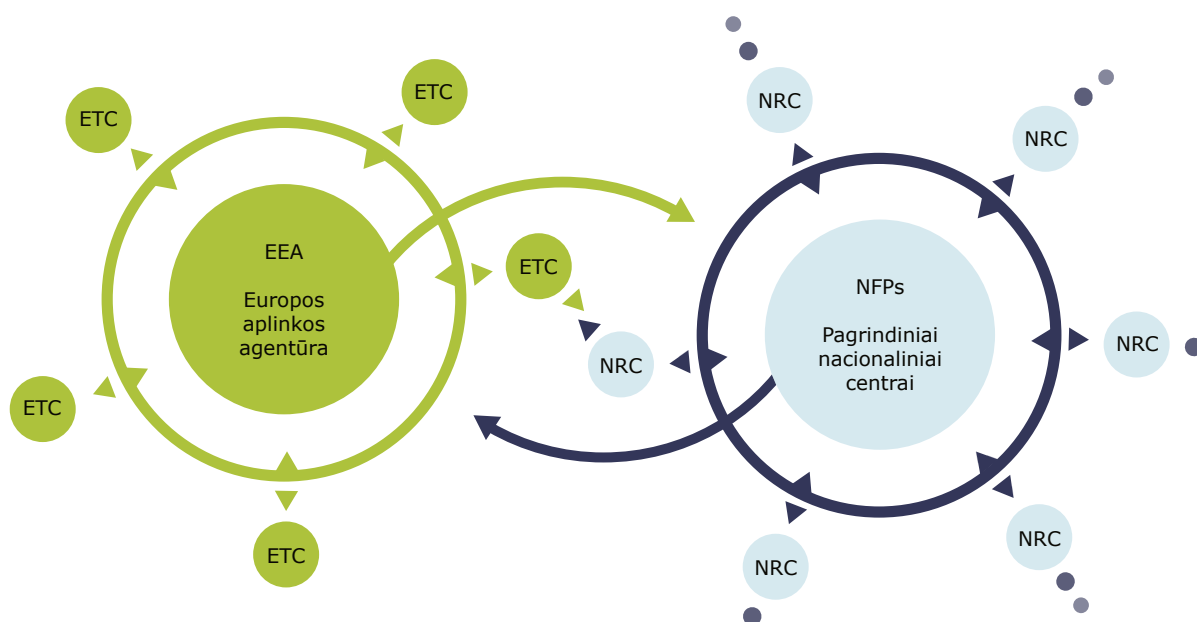 ETC
ETC
EEA
Europos
aplinkos
agentūra
ETC
ETC
ETC
NRC
NRC
NRC
NFPs
Pagrindiniai
nacionaliniai
centrai
NRC
NRC
NRC